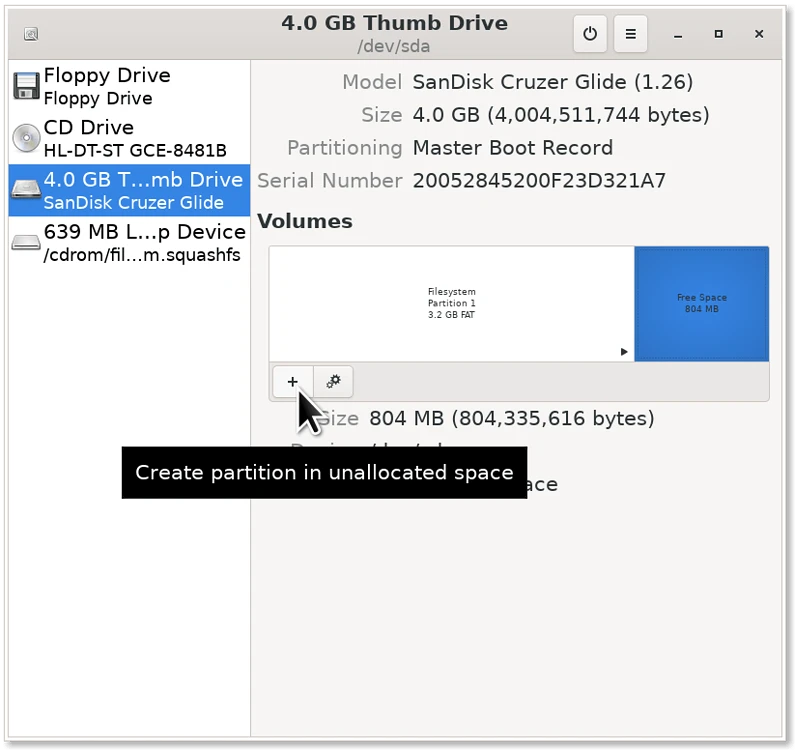 4.0 GB Thumb Drive
/dev/sda
Floppy Drive
Floppy Drive
CD Drive
HL-DT-ST GCE-8481B
4.0 GB T...mb Drive
SanDisk Cruzer Glide
639 MB L...p Device
/cdrom/fil...m.squashfs
Model SanDisk Cruzer Glide (1.26)
Size 4.0 GB (4,004,511,744 bytes)
Partitioning Master Boot Record
Serial Number 20052845200F23D321A7
Volumes
Filesystem
Partition 1
3.2 GB FAT
Free Space
804 MB
Size 804 MB (804,335,616 bytes)
Create partition in unallocated space